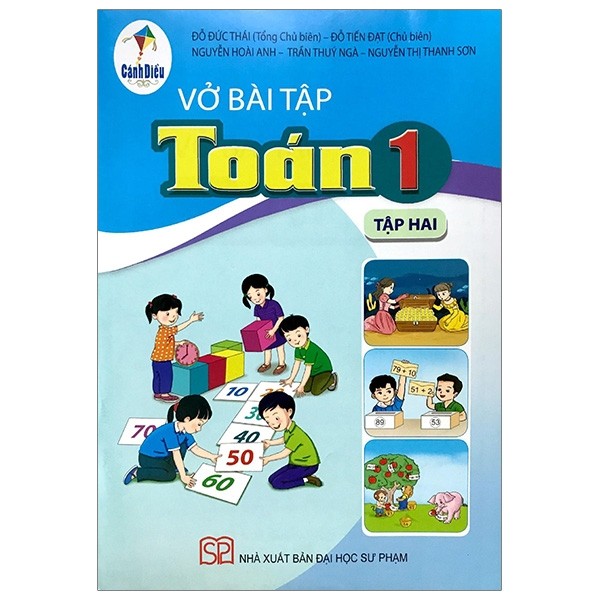 Cánh Diều
ĐỖ ĐỨC THÁI (Tổng Chủ biên) – ĐỖ TIẾN ĐẠT (Chủ biên)
NGUYỄN HOÀI ANH – TRẦN THUÝ NGÀ – NGUYỄN THỊ THANH SƠN
VỞ BÀI TẬP
Toán 1
TẬP HAI
10
70
40
50
60
79 + 10
51 + 2
89
53
SP
NHÀ XUẤT BẢN ĐẠI HỌC SƯ PHẠM